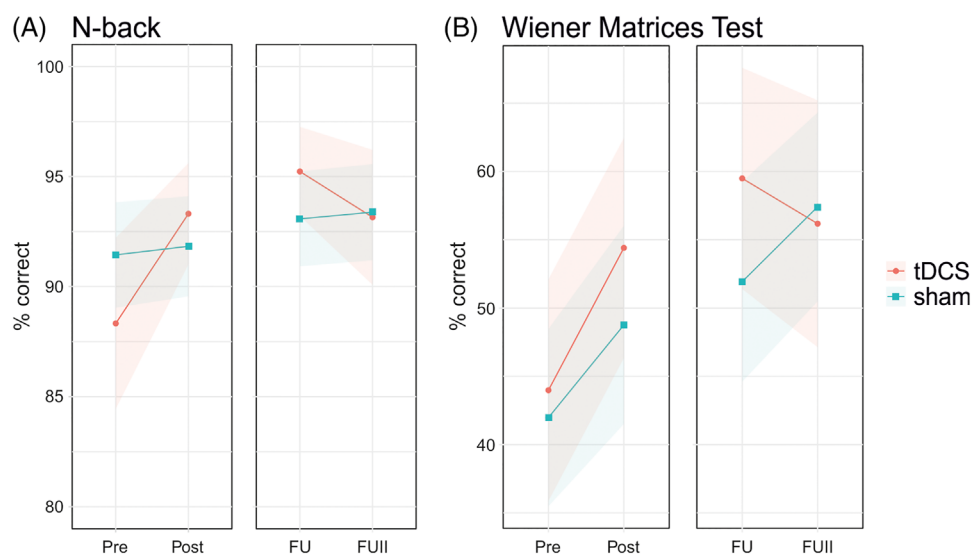 (A) N-back
100
95
90
85
80
% correct
Pre Post FU FUII
(B) Wiener Matrices Test
60
50
40
% correct
Pre Post FU FUII
tDCS
sham